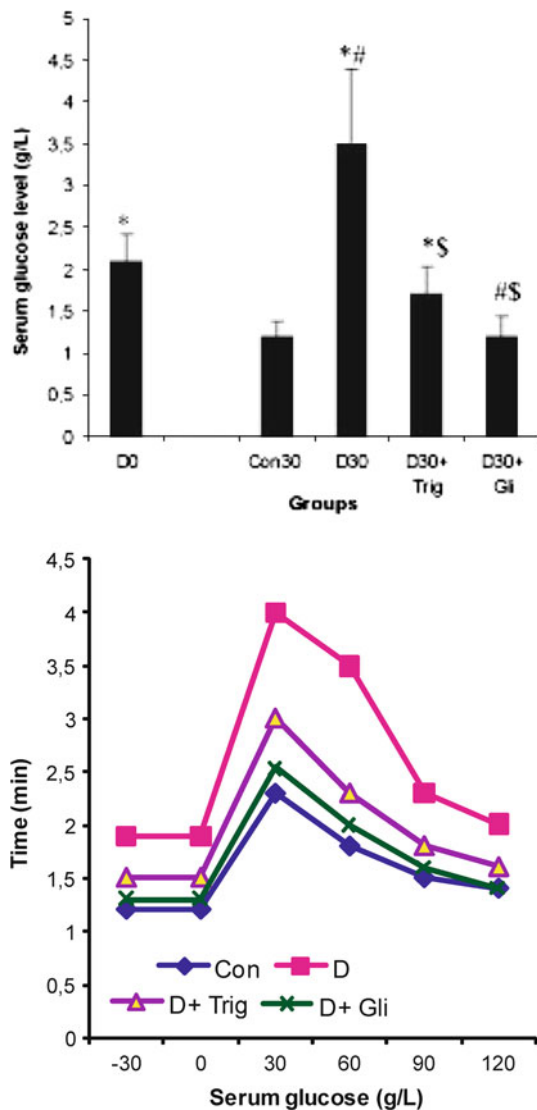 Serum glucose level (g/L)
5
4,5
4
3,5
3
2,5
2
1,5
1
0,5
0
*
*#
*$
#$
D0 Con30 D30 D30+ D30+
Trig Gli
Groups
Time (min)
4,5
4
3,5
3
2,5
2
1,5
1
0,5
0
Con D
D+ Trig D+ Gli
-30 0 30 60 90 120
Serum glucose (g/L)